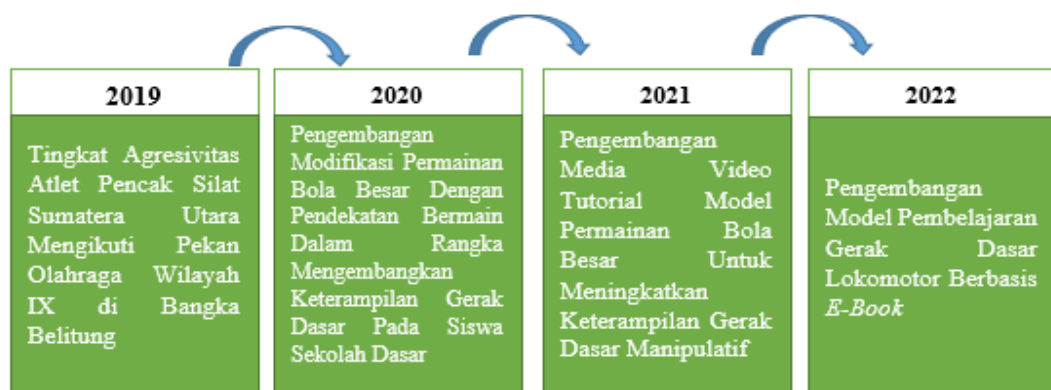 2019
Tingkat Agresivitas
Atlet Pencak Silat
Sumatera Utara
Mengikuti Pekan
Olahraga Wilayah
IX di Bangka
Belitung
2020
Pengembangan
Modifikasi Permainan
Bola Besar Dengan
Pendekatan Bermain
Dalam Rangka
Mengembangkan
Keterampilan Gerak
Dasar Pada Siswa
Sekolah Dasar
2021
Pengembangan
Media Video
Tutorial Model
Permainan Bola
Besar Untuk
Meningkatkan
Keterampilan Gerak
Dasar Manipulatif
2022
Pengembangan
Model Pembelajaran
Gerak Dasar
Lokomotor Berbasis
E-Book